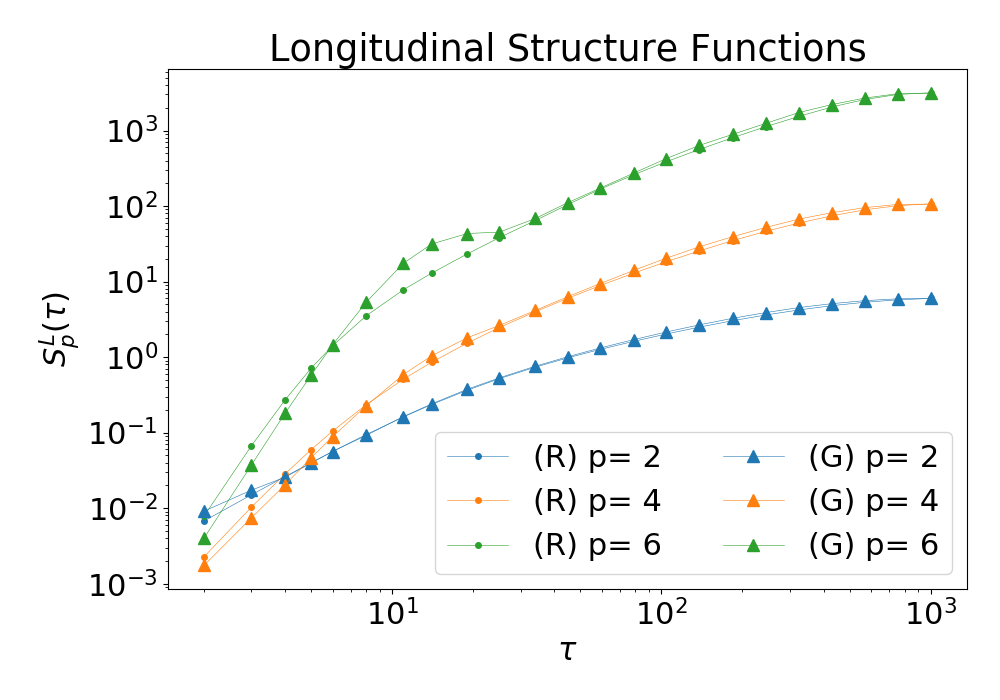 Longitudinal Structure Functions
S_p^L(τ)
10^3
10^2
10^1
10^0
10^−1
10^−2
10^−3
(R) p= 2
(R) p= 4
(R) p= 6
(G) p= 2
(G) p= 4
(G) p= 6
10^1
10^2
10^3
τ